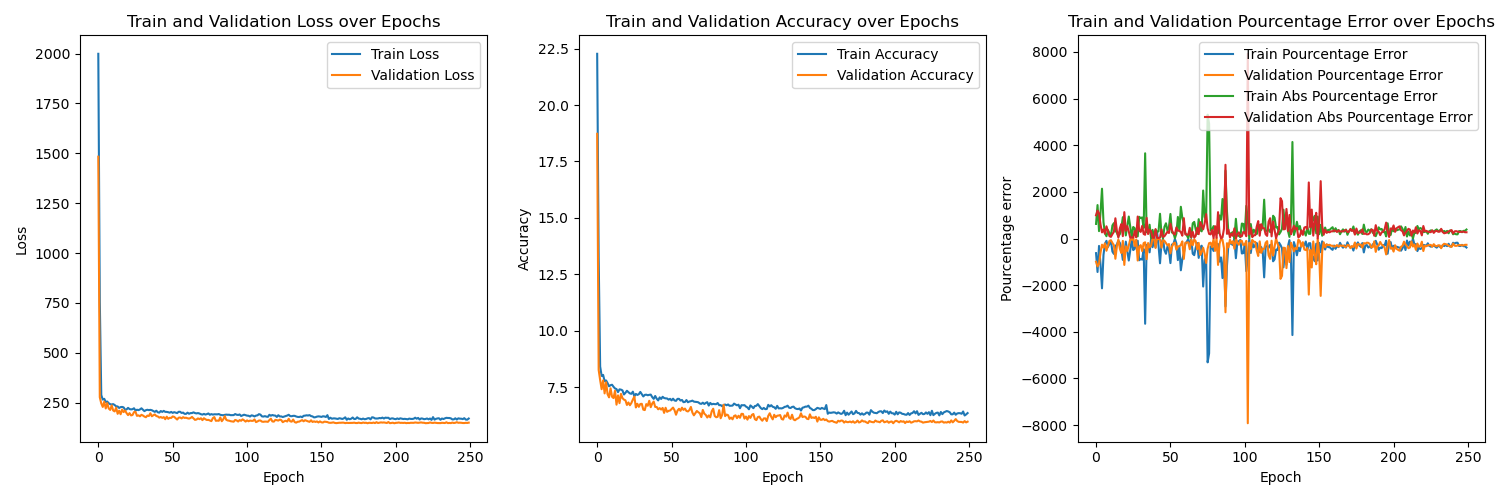 Train and Validation Loss over Epochs
Train Loss
Validation Loss
2000
1750
1500
1250
1000
750
500
250
Loss
0
50
100
150
200
250
Epoch
Train and Validation Accuracy over Epochs
Train Accuracy
Validation Accuracy
22.5
20.0
17.5
15.0
12.5
10.0
7.5
Accuracy
0
50
100
150
200
250
Epoch
Train and Validation Pourcentage Error over Epochs
Train Pourcentage Error
Validation Pourcentage Error
Train Abs Pourcentage Error
Validation Abs Pourcentage Error
8000
6000
4000
2000
0
−2000
−4000
−6000
−8000
Pourcentage error
0
50
100
150
200
250
Epoch